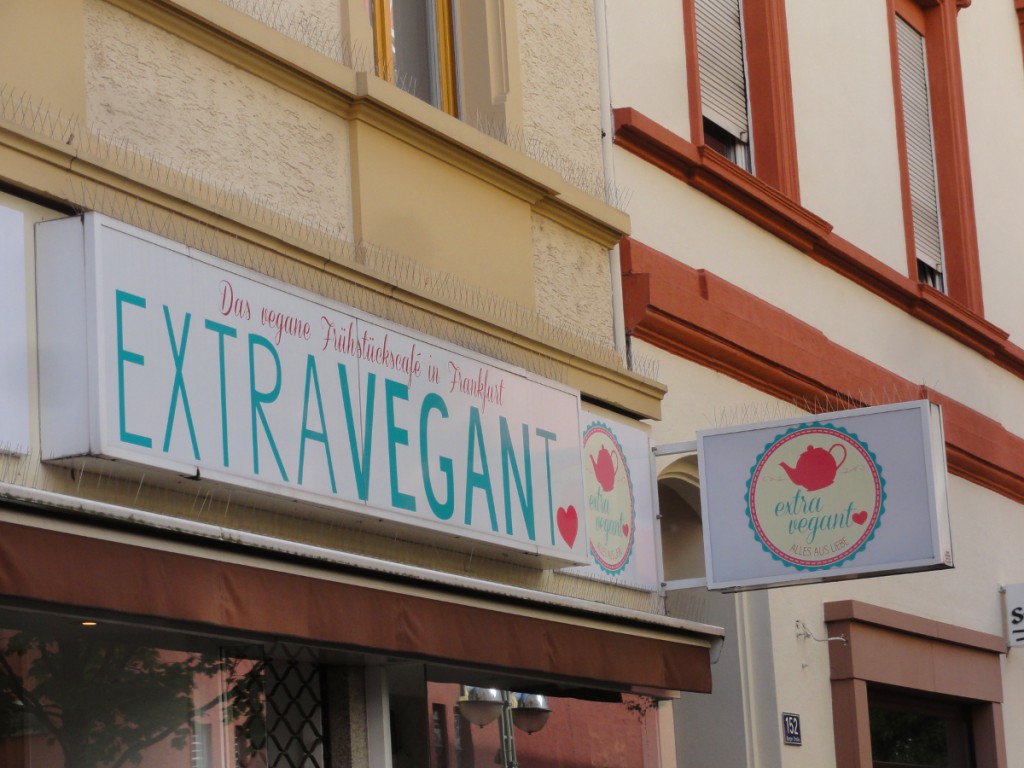 Das vegane Frühstückscafé in Frankfurt
EXTRAVEGANT
extra
vegant
extra
vegant
ALLES AUS LIEBE
152